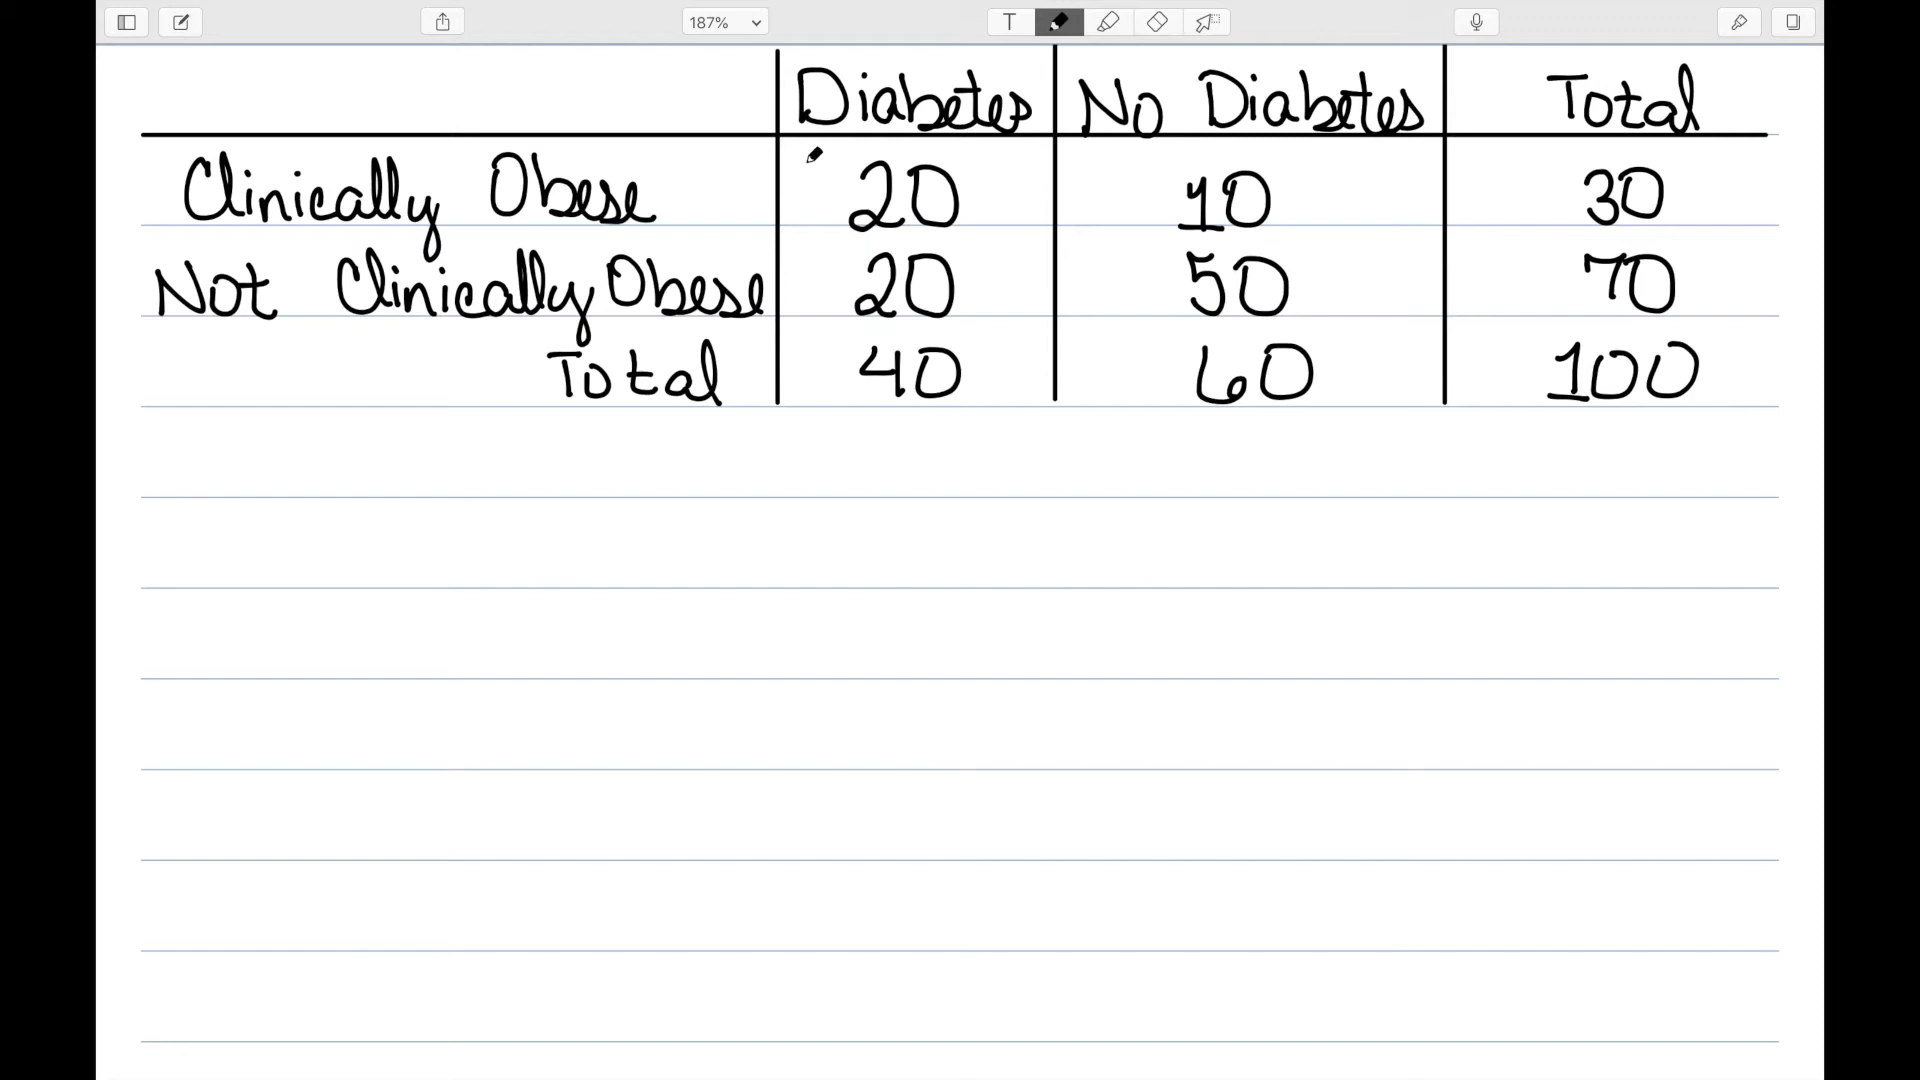 187%
T
Diabetes No Diabetes Total
Clinically Obese 20 10 30
Not Clinically Obese 20 50 70
Total 40 60 100